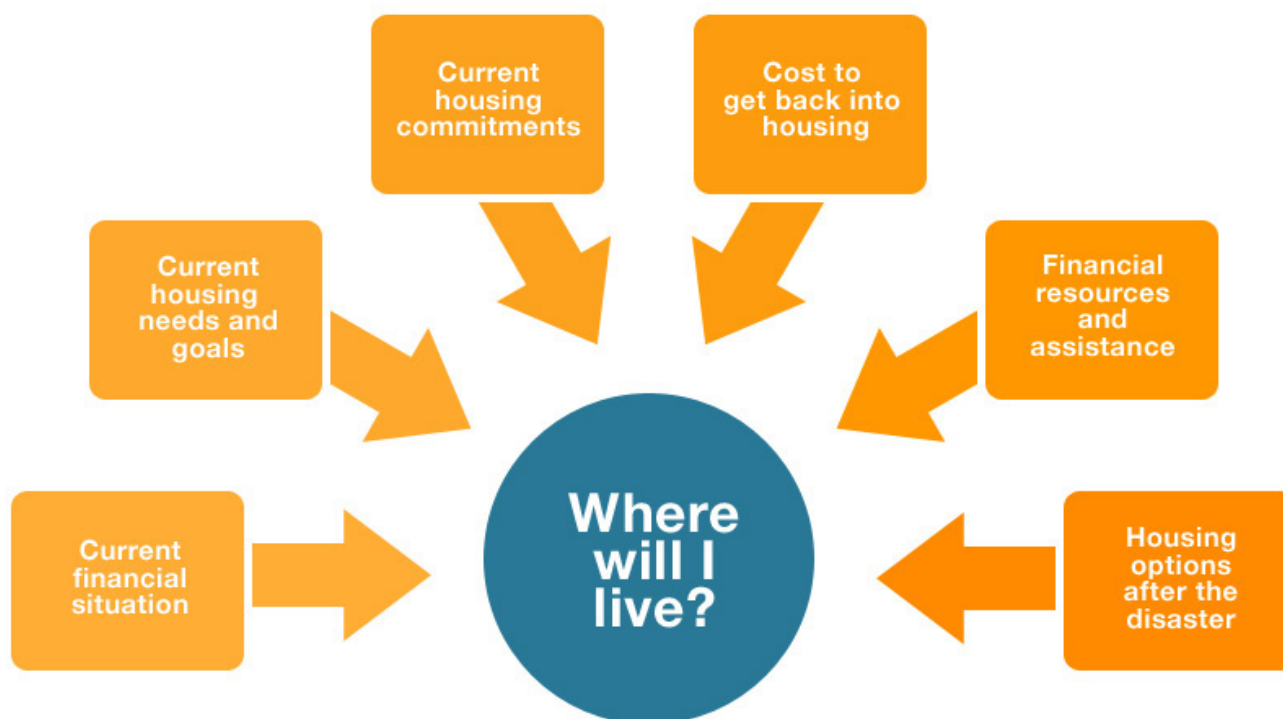 Current
financial
situation
Current
housing
needs and
goals
Current
housing
commitments
Cost to
get back into
housing
Financial
resources
and
assistance
Housing
options
after the
disaster
Where
will I
live?